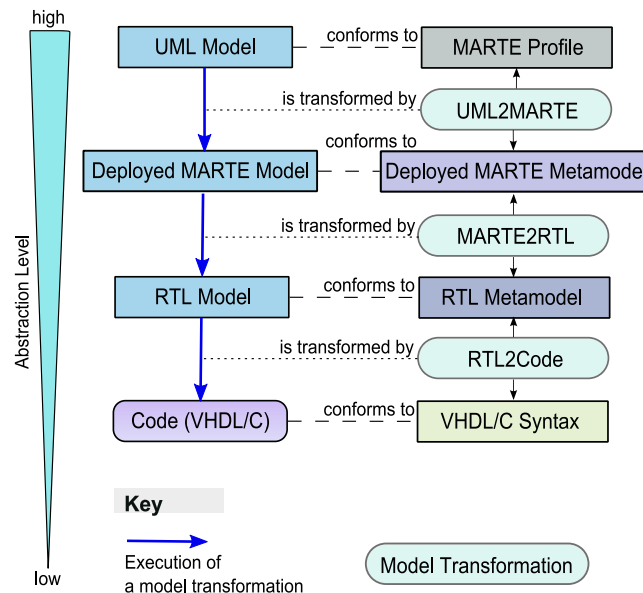 high
UML Model
conforms to
MARTE Profile
is transformed by
UML2MARTE
conforms to
Deployed MARTE Model
Deployed MARTE Metamodel
is transformed by
MARTE2RTL
Abstraction Level
RTL Model
conforms to
RTL Metamodel
is transformed by
RTL2Code
Code (VHDL/C)
conforms to
VHDL/C Syntax
Key
Execution of
a model transformation
Model Transformation
low